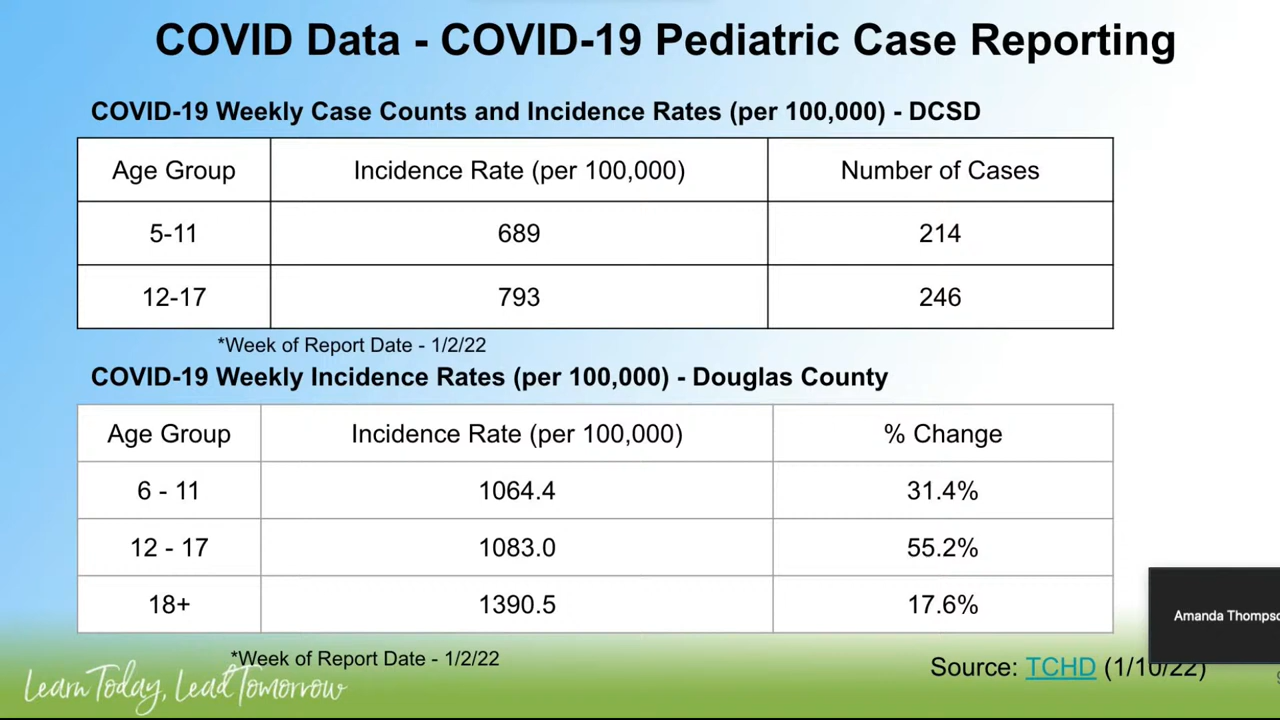 COVID Data - COVID-19 Pediatric Case Reporting
COVID-19 Weekly Case Counts and Incidence Rates (per 100,000) - DCSD
Age Group Incidence Rate (per 100,000) Number of Cases
5-11 689 214
12-17 793 246
*Week of Report Date - 1/2/22
COVID-19 Weekly Incidence Rates (per 100,000) - Douglas County
Age Group Incidence Rate (per 100,000) % Change
6 - 11 1064.4 31.4%
12 - 17 1083.0 55.2%
18+ 1390.5 17.6%
Amanda
*Week of Report Date - 1/2/22
Source: TCHD (1/10/22)
Learn Today, Lead Tomorrow